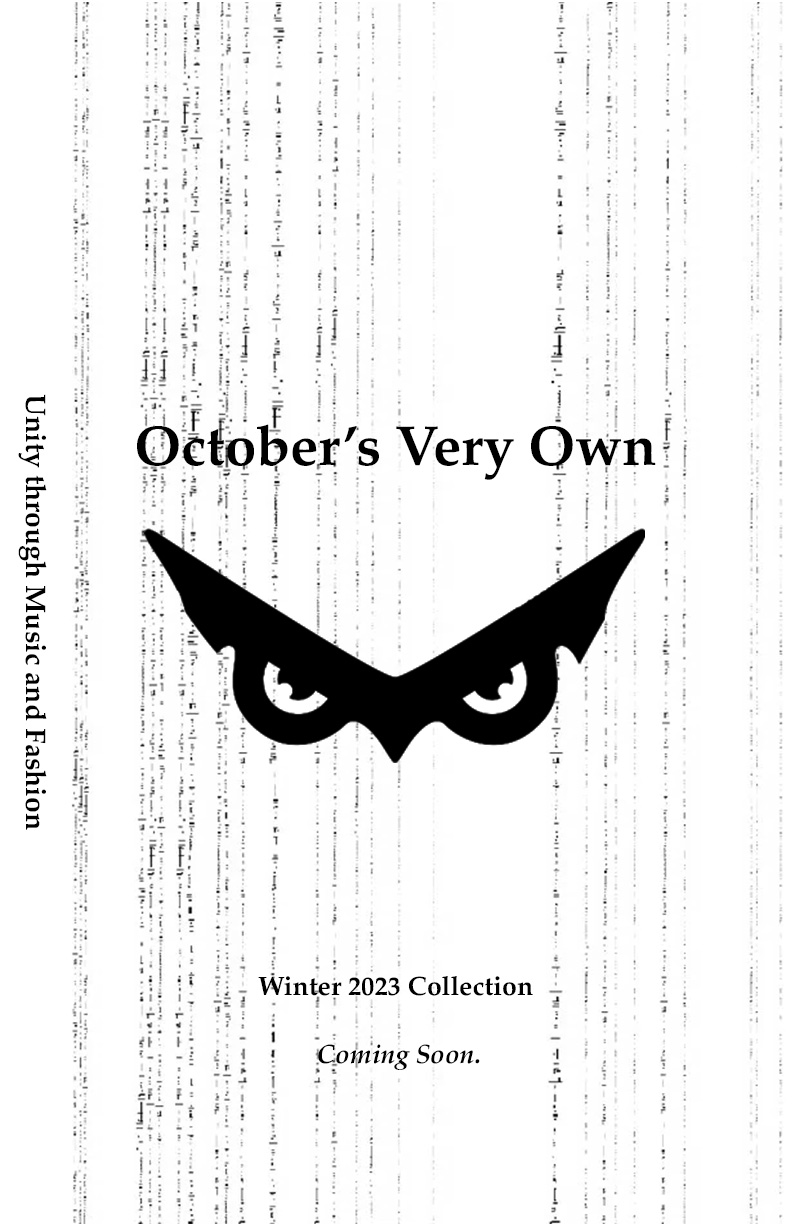 October’s Very Own
Unity through Music and Fashion
Winter 2023 Collection
Coming Soon.